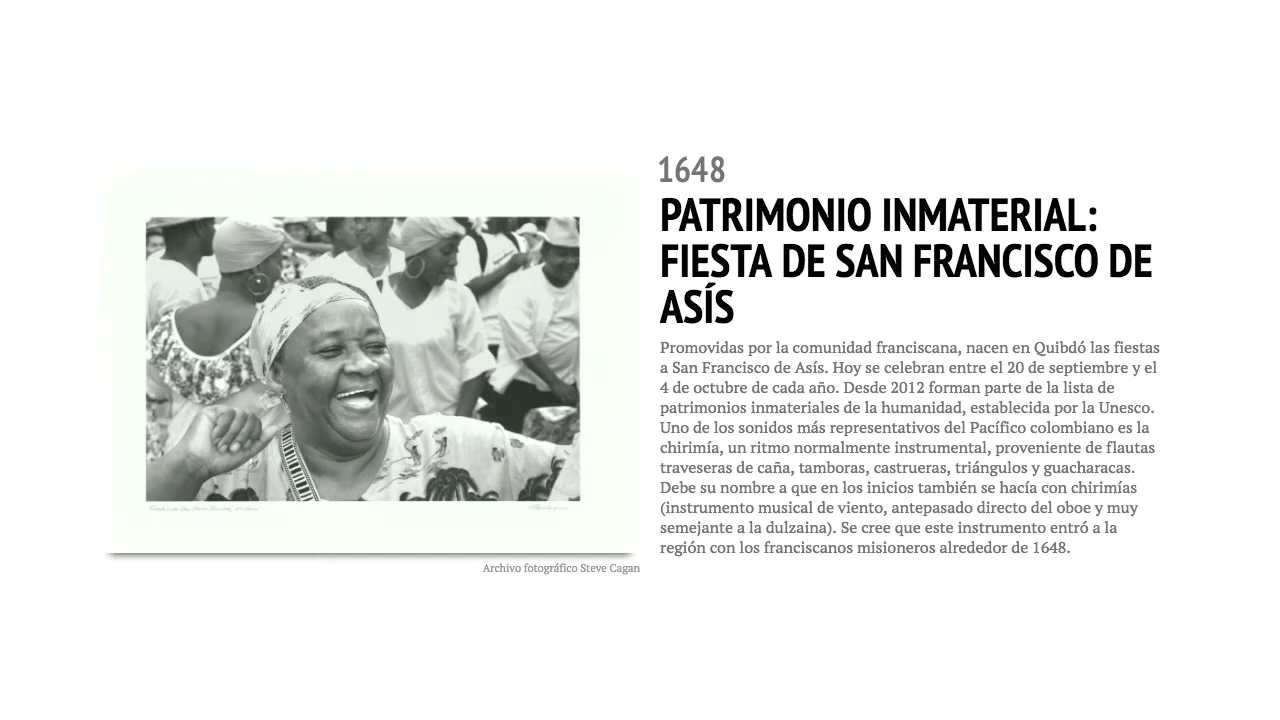 1648
PATRIMONIO INMATERIAL:
FIESTA DE SAN FRANCISCO DE
ASÍS
Promovidas por la comunidad franciscana, nacen en Quibdó las fiestas
a San Francisco de Asís. Hoy se celebran entre el 20 de septiembre y el
4 de octubre de cada año. Desde 2012 forman parte de la lista de
patrimonios inmateriales de la humanidad, establecida por la Unesco.
Uno de los sonidos más representativos del Pacífico colombiano es la
chirimía, un ritmo normalmente instrumental, proveniente de flautas
traveseras de caña, tamboras, castrueras, triángulos y guacharacas.
Debe su nombre a que en los inicios también se hacía con chirimías
(instrumento musical de viento, antepasado directo del oboe y muy
semejante a la dulzaina). Se cree que este instrumento entró a la
región con los franciscanos misioneros alrededor de 1648.
Archivo fotográfico Steve Cagan